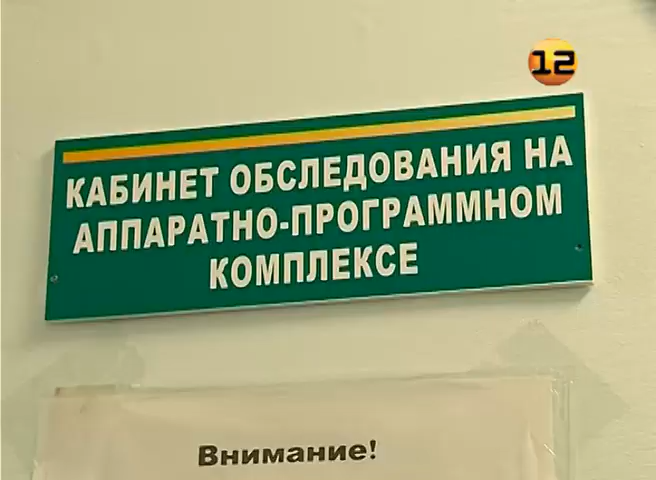 12
КАБИНЕТ ОБСЛЕДОВАНИЯ НА
АППАРАТНО-ПРОГРАММНОМ
КОМПЛЕКСЕ
Внимание!